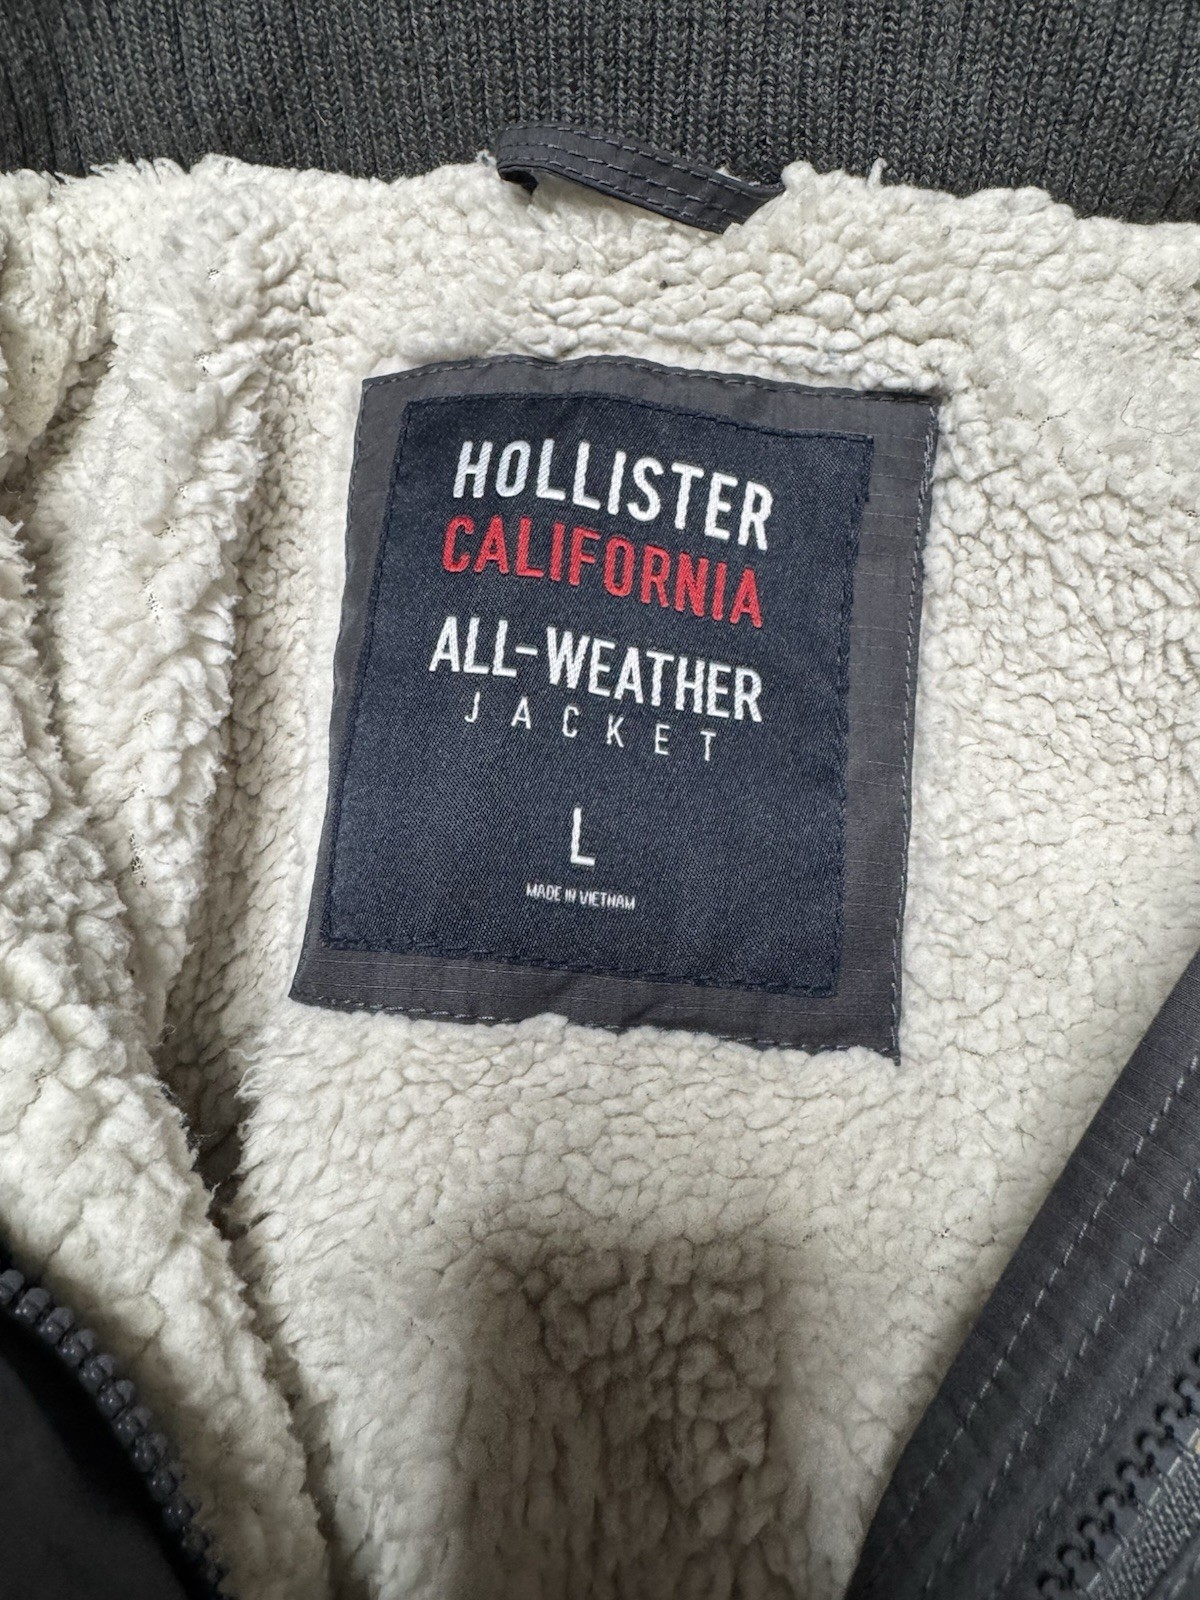 HOLLISTER
CALIFORNIA
ALL-WEATHER
JACKET
L
MADE IN VIETNAM